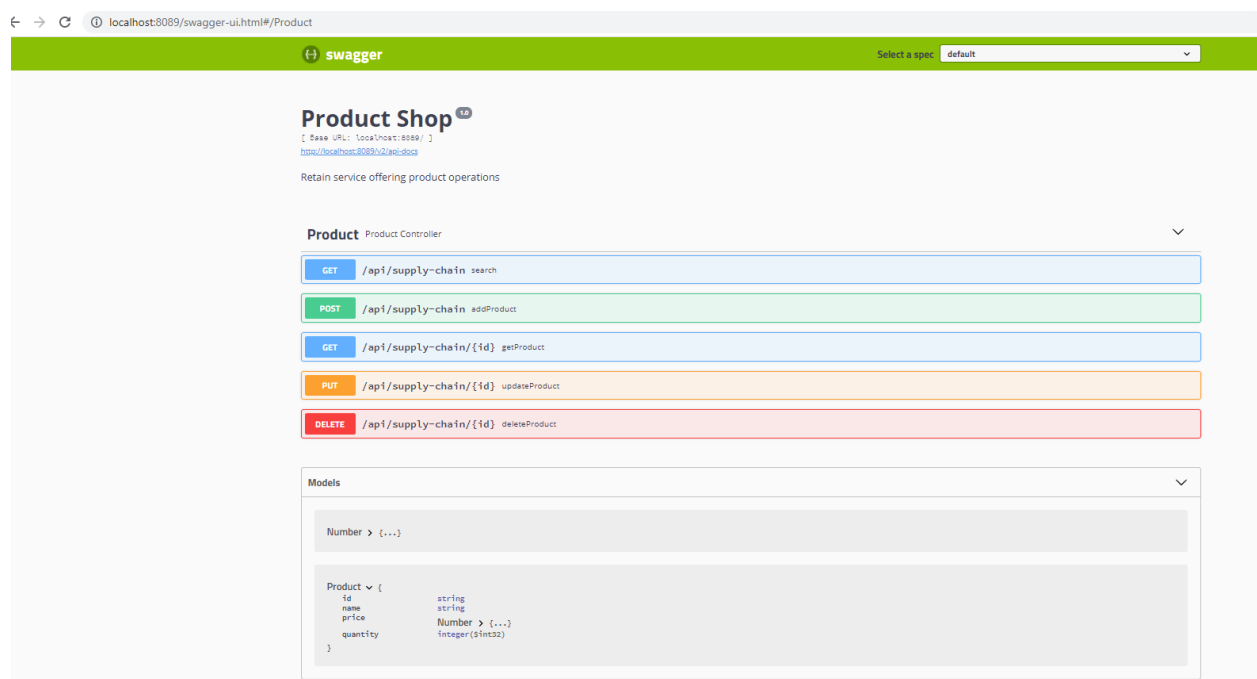 localhost:8089/swagger-ui.html#/Product
swagger
Select a spec default
Product Shop 1.0
[ Base URL: localhost:8089/ ]
http://localhost:8089/v2/api-docs
Retain service offering product operations
Product Product Controller
GET /api/supply-chain search
POST /api/supply-chain addProduct
GET /api/supply-chain/{id} getProduct
PUT /api/supply-chain/{id} updateProduct
DELETE /api/supply-chain/{id} deleteProduct
Models
Number > {...}
Product {
id string
name string
price Number > {...}
quantity integer($int32)
}